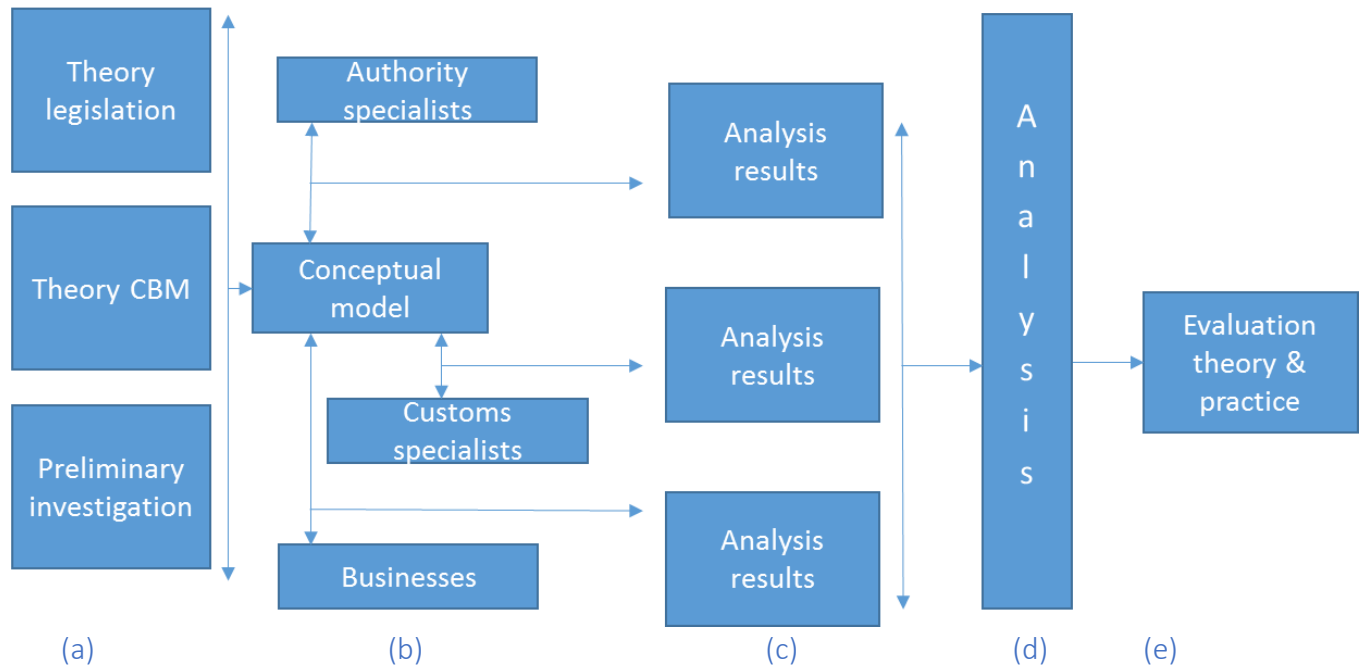 Theory
legislation
Theory CBM
Preliminary
investigation
Authority
specialists
Conceptual
model
Customs
specialists
Businesses
Analysis
results
Analysis
results
Analysis
results
A
n
a
l
y
s
i
s
Evaluation
theory &
practice
(a)
(b)
(c)
(d)
(e)